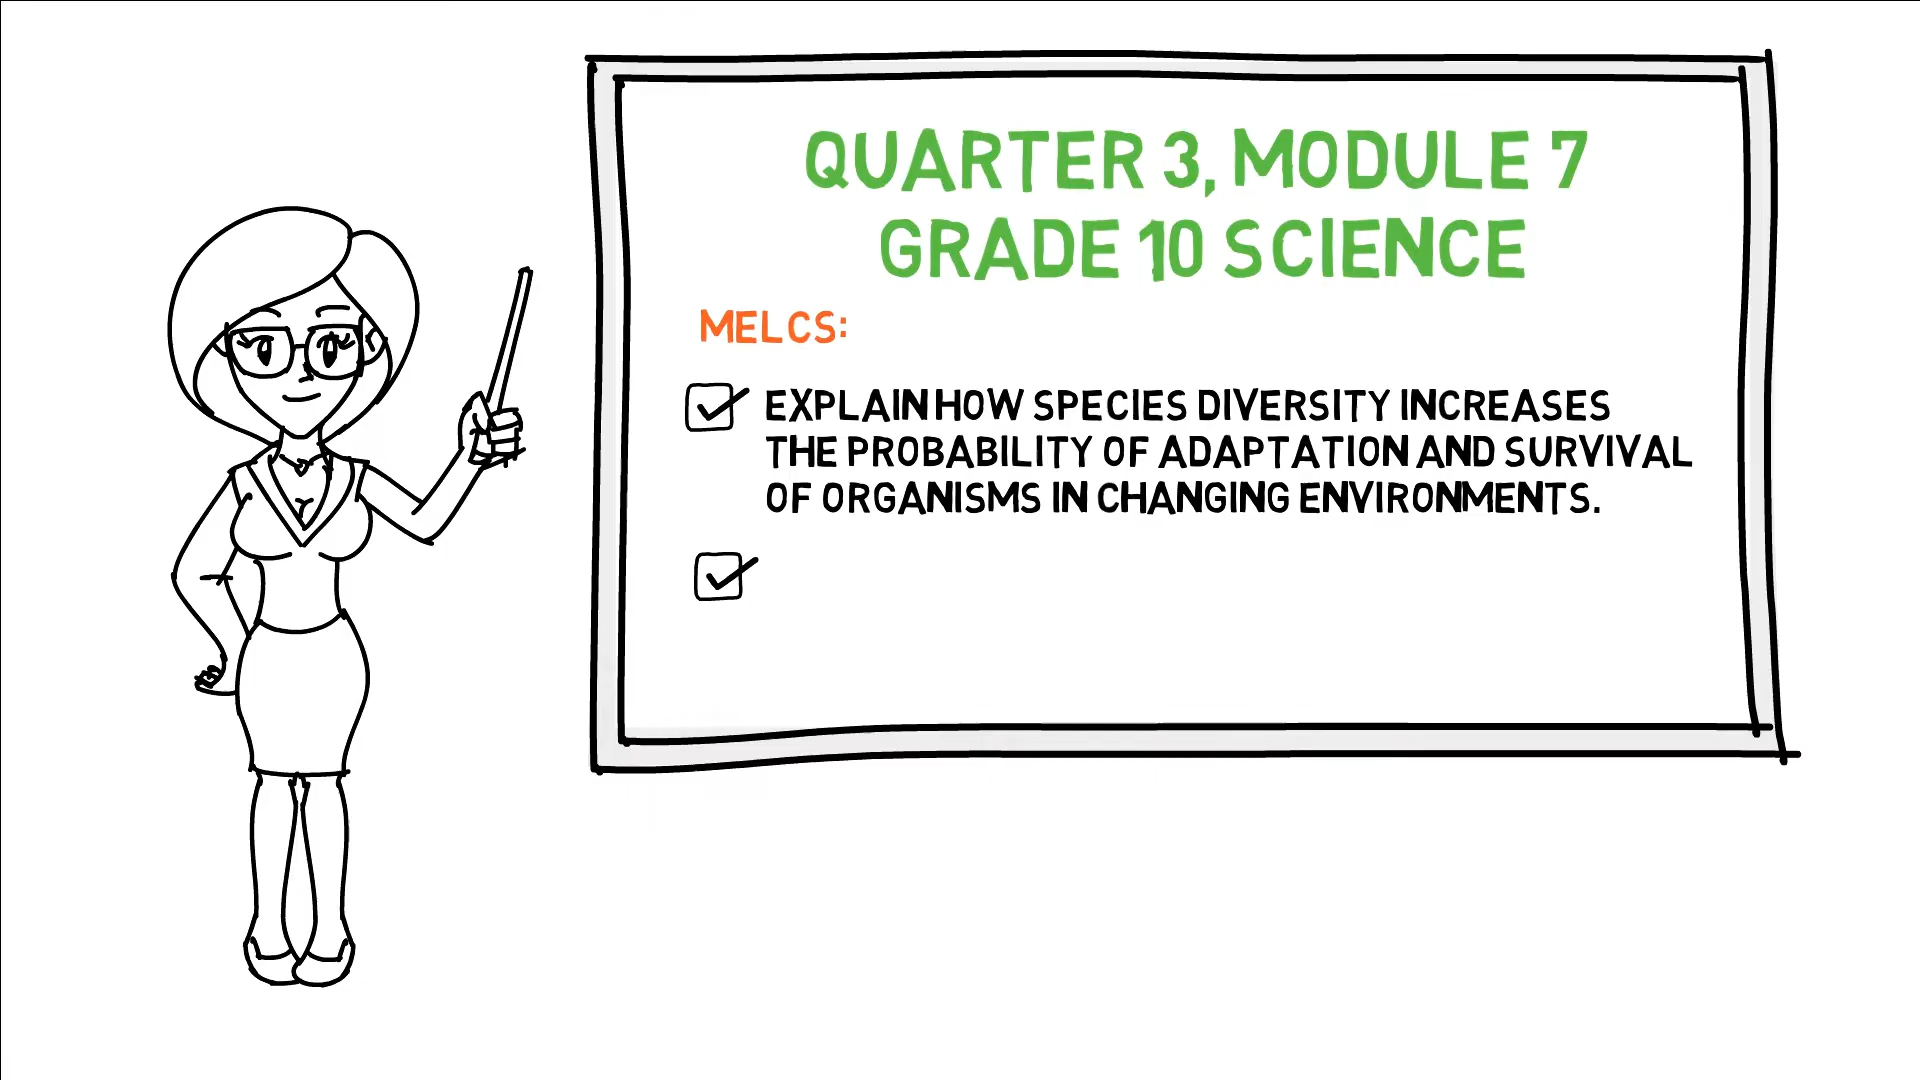 QUARTER 3, MODULE 7
GRADE 10 SCIENCE
MELCS:
EXPLAIN HOW SPECIES DIVERSITY INCREASES
THE PROBABILITY OF ADAPTATION AND SURVIVAL
OF ORGANISMS IN CHANGING ENVIRONMENTS.